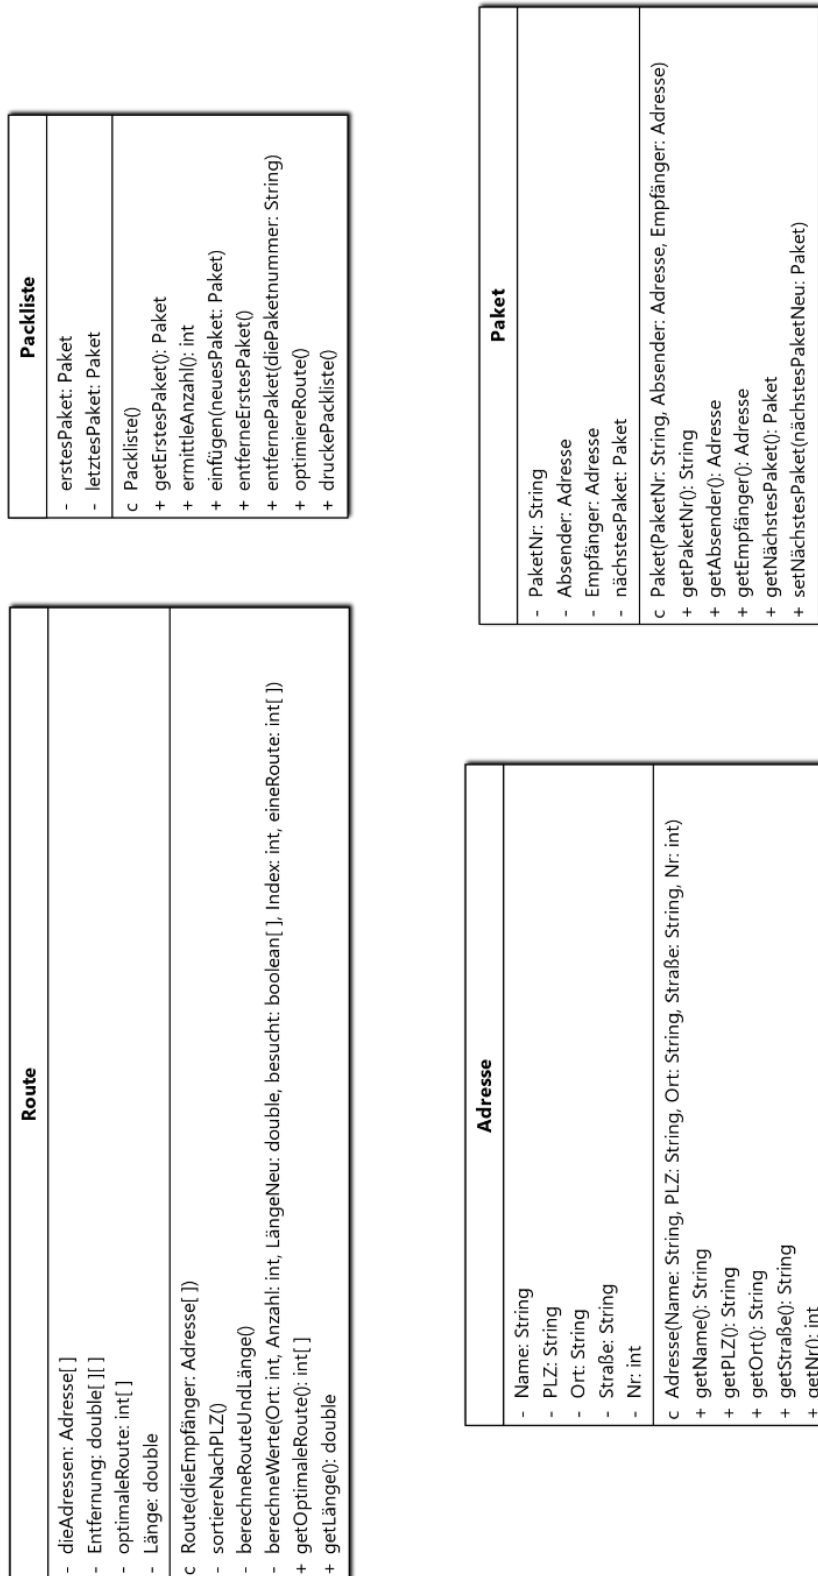 Route
- dieAdressen: Adresse[ ]
- Entfernung: double[ ][ ]
- optimaleRoute: int[ ]
- Länge: double
c Route(dieEmpfänger: Adresse[ ])
- sortiereNachPLZ()
- berechneRouteUndLänge()
- berechneWerte(Ort: int, Anzahl: int, LängeNeu: double, besucht: boolean[ ], Index: int, eineRoute: int[ ])
+ getOptimaleRoute(): int[ ]
+ getLänge(): double
Packliste
- erstesPaket: Paket
- letztesPaket: Paket
c Packliste()
+ getErstesPaket(): Paket
+ ermittleAnzahl(): int
+ einfügen(neuesPaket: Paket)
+ entferneErstesPaket()
+ entfernePaket(diePaketnummer: String)
+ optimiereRoute()
+ druckePackliste()
Adresse
- Name: String
- PLZ: String
- Ort: String
- Straße: String
- Nr: int
c Adresse(Name: String, PLZ: String, Ort: String, Straße: String, Nr: int)
+ getName(): String
+ getPLZ(): String
+ getOrt(): String
+ getStraße(): String
+ getNr(): int
Paket
- PaketNr: String
- Absender: Adresse
- Empfänger: Adresse
- nächstesPaket: Paket
c Paket(PaketNr: String, Absender: Adresse, Empfänger: Adresse)
+ getPaketNr(): String
+ getAbsender(): Adresse
+ getEmpfänger(): Adresse
+ getNächstesPaket(): Paket
+ setNächstesPaket(nächstesPaketNeu: Paket)